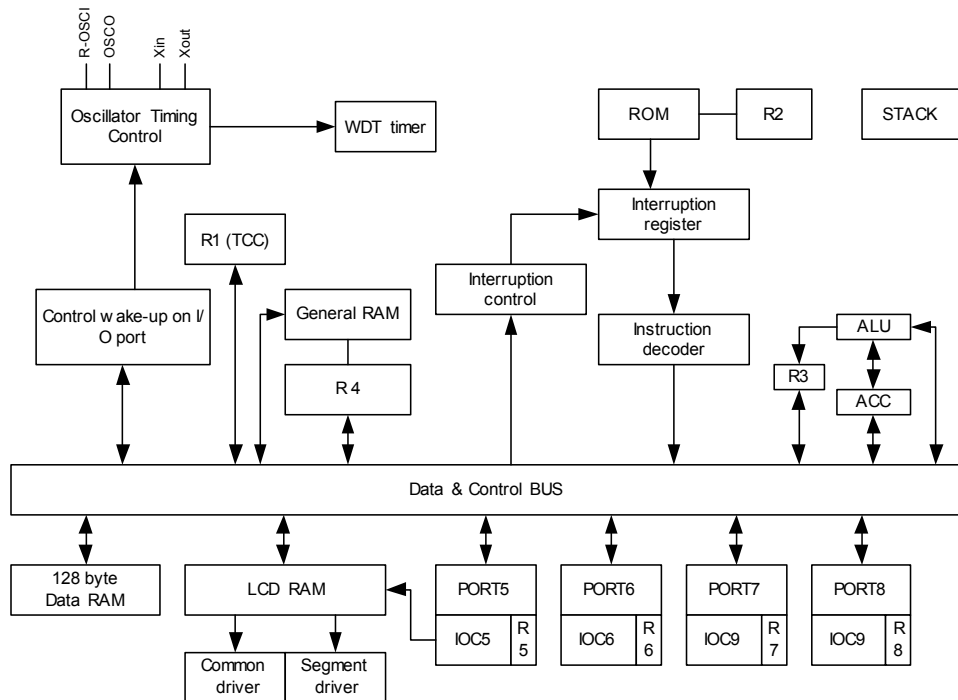 R-OSCI
OSCO
Xin
Xout
Oscillator Timing
Control
WDT timer
ROM
R2
STACK
R1 (TCC)
Interruption
register
Interruption
control
Control wake-up on I/
O port
General RAM
R 4
Instruction
decoder
ALU
R3
ACC
Data & Control BUS
128 byte
Data RAM
LCD RAM
Common
driver
Segment
driver
PORT5
IOC5
R
5
PORT6
IOC6
R
6
PORT7
IOC9
R
7
PORT8
IOC9
R
8